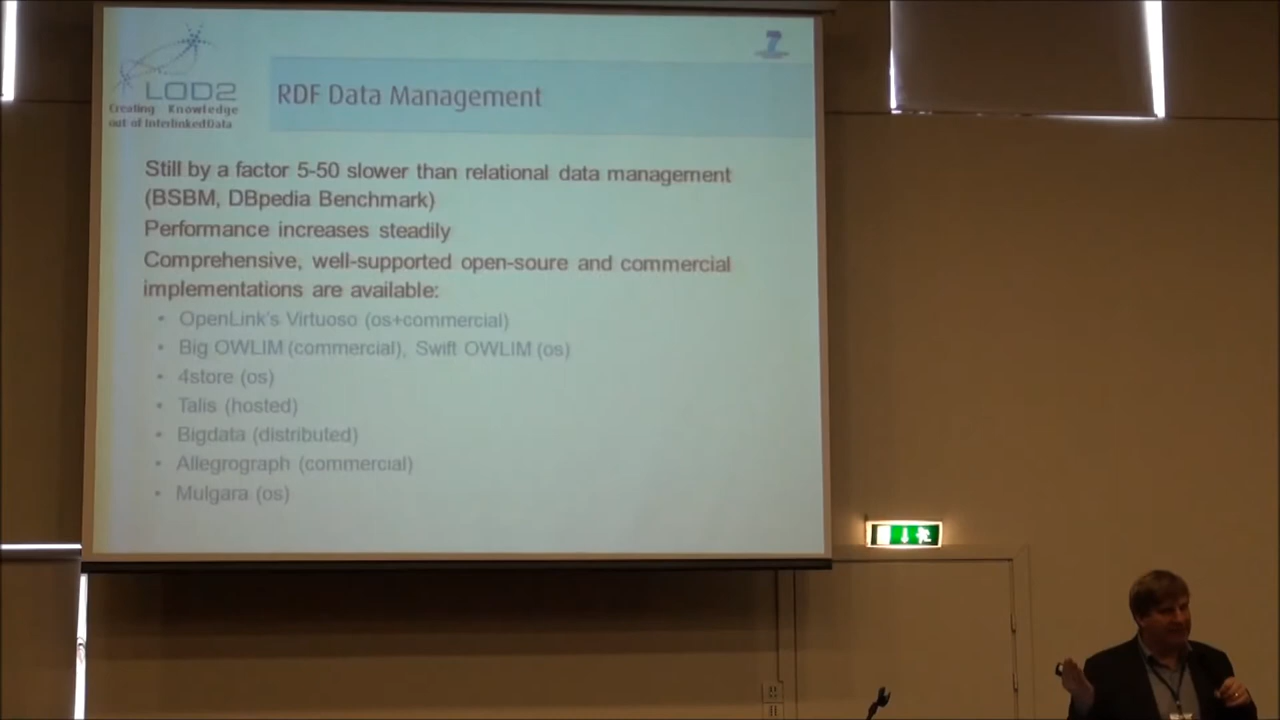 LOD2
Creating Knowledge
out of Interlinked Data
RDF Data Management
Still by a factor 5-50 slower than relational data management
(BSBM, DBpedia Benchmark)
Performance increases steadily
Comprehensive, well-supported open-soure and commercial
implementations are available:
• OpenLink's Virtuoso (os+commercial)
• Big OWLIM (commercial), Swift OWLIM (os)
• 4store (os)
• Talis (hosted)
• Bigdata (distributed)
• Allegrograph (commercial)
• Mulgara (os)